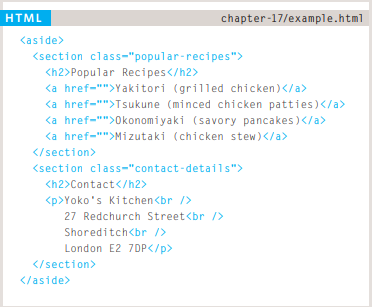 HTML chapter-17/example.html
<aside>
<section class="popular-recipes">
<h2>Popular Recipes</h2>
<a href="">Yakitori (grilled chicken)</a>
<a href="">Tsukune (minced chicken patties)</a>
<a href="">Okonomiyaki (savory pancakes)</a>
<a href="">Mizutaki (chicken stew)</a>
</section>
<section class="contact-details">
<h2>Contact</h2>
<p>Yoko's Kitchen<br />
27 Redchurch Street<br />
Shoreditch<br />
London E2 7DP</p>
</section>
</aside>